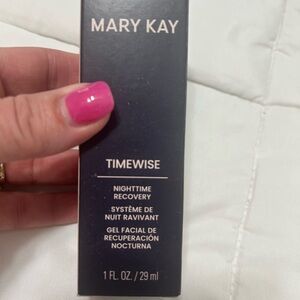 MARY KAY
TIMEWISE
NIGHTTIME
RECOVERY
SYSTÈME DE
NUIT RAVIVANT
GEL FACIAL DE
RECUPERACIÓN
NOCTURNA
1 FL. OZ. / 29 ml